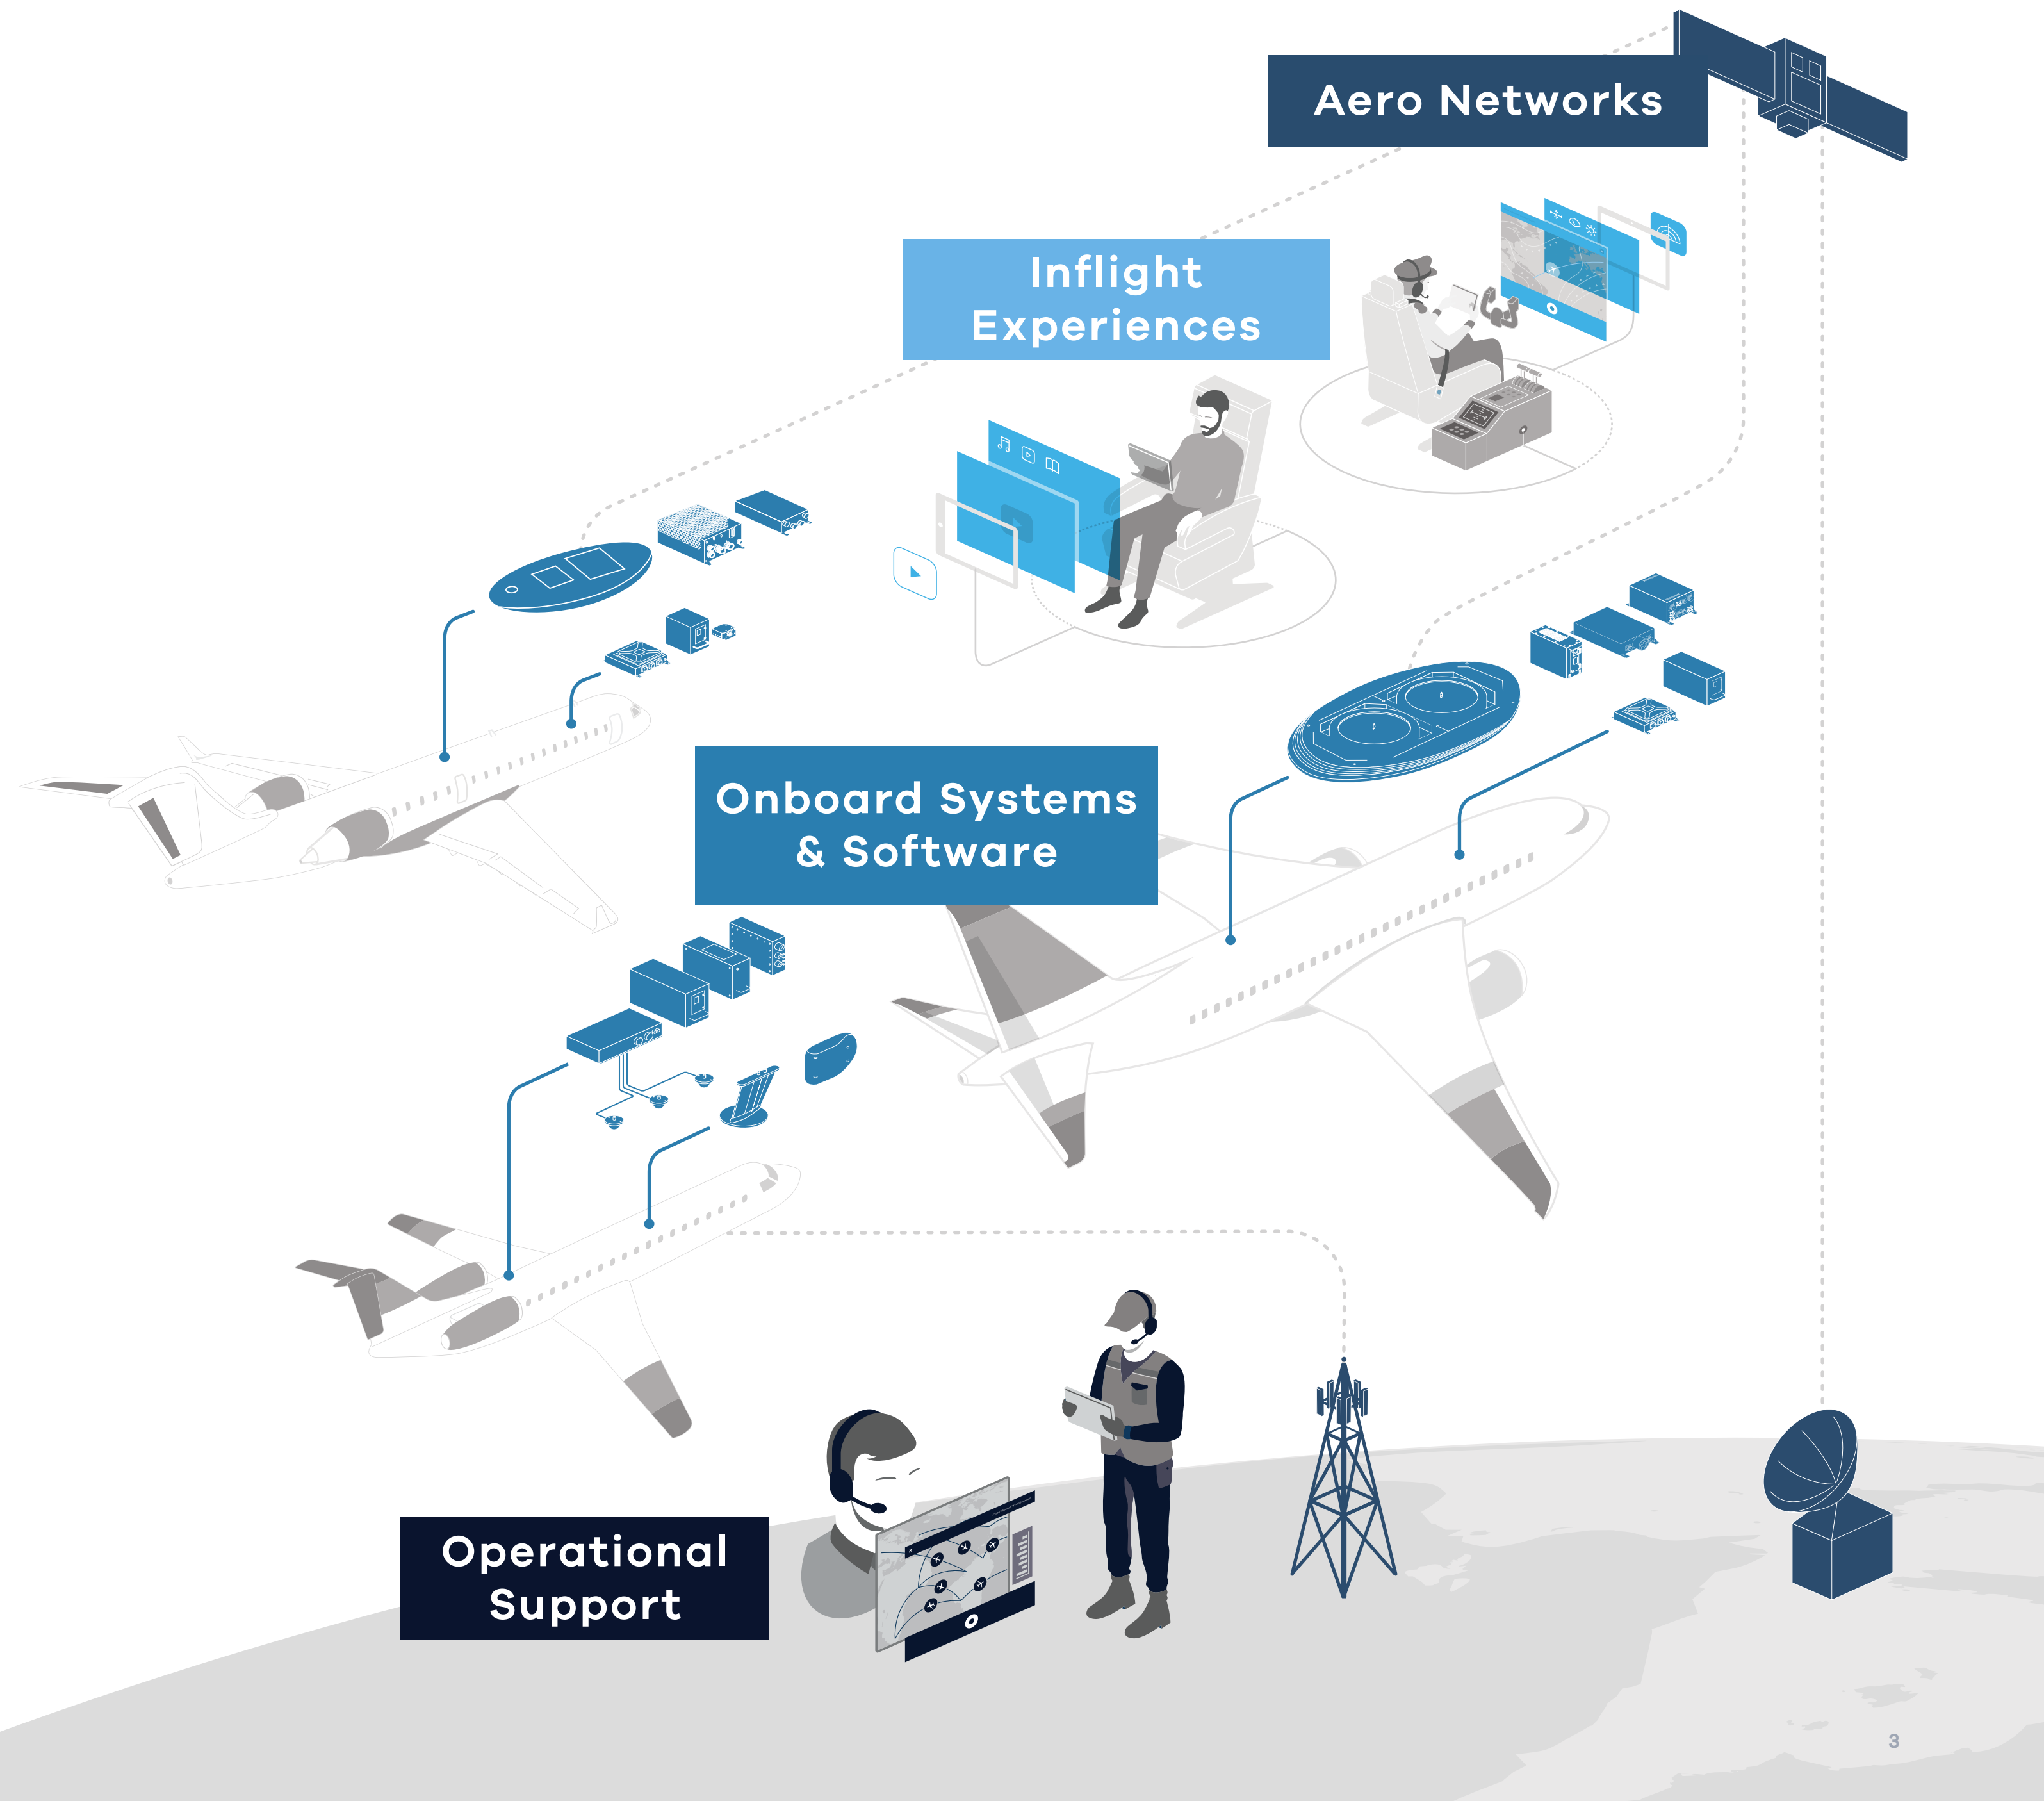 Aero Networks
Inflight
Experiences
Onboard Systems
& Software
Operational
Support
3